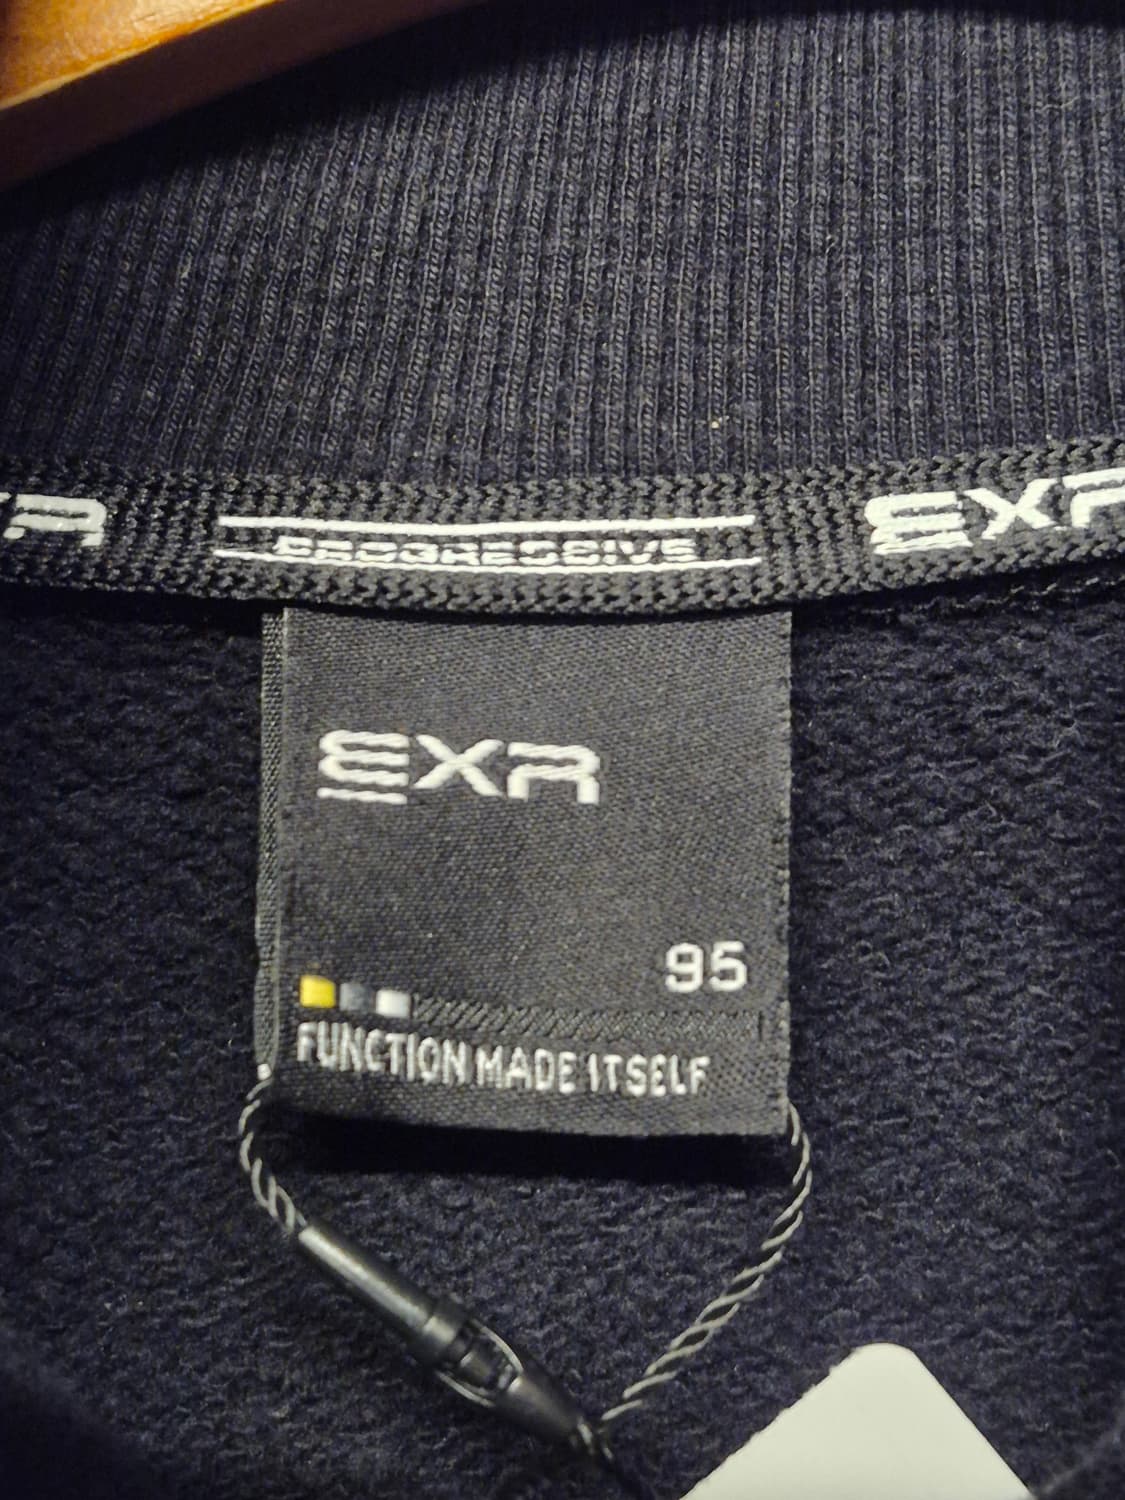 EXR PROGRESSIVE EXR
EXR
95
FUNCTION MADE ITSELF